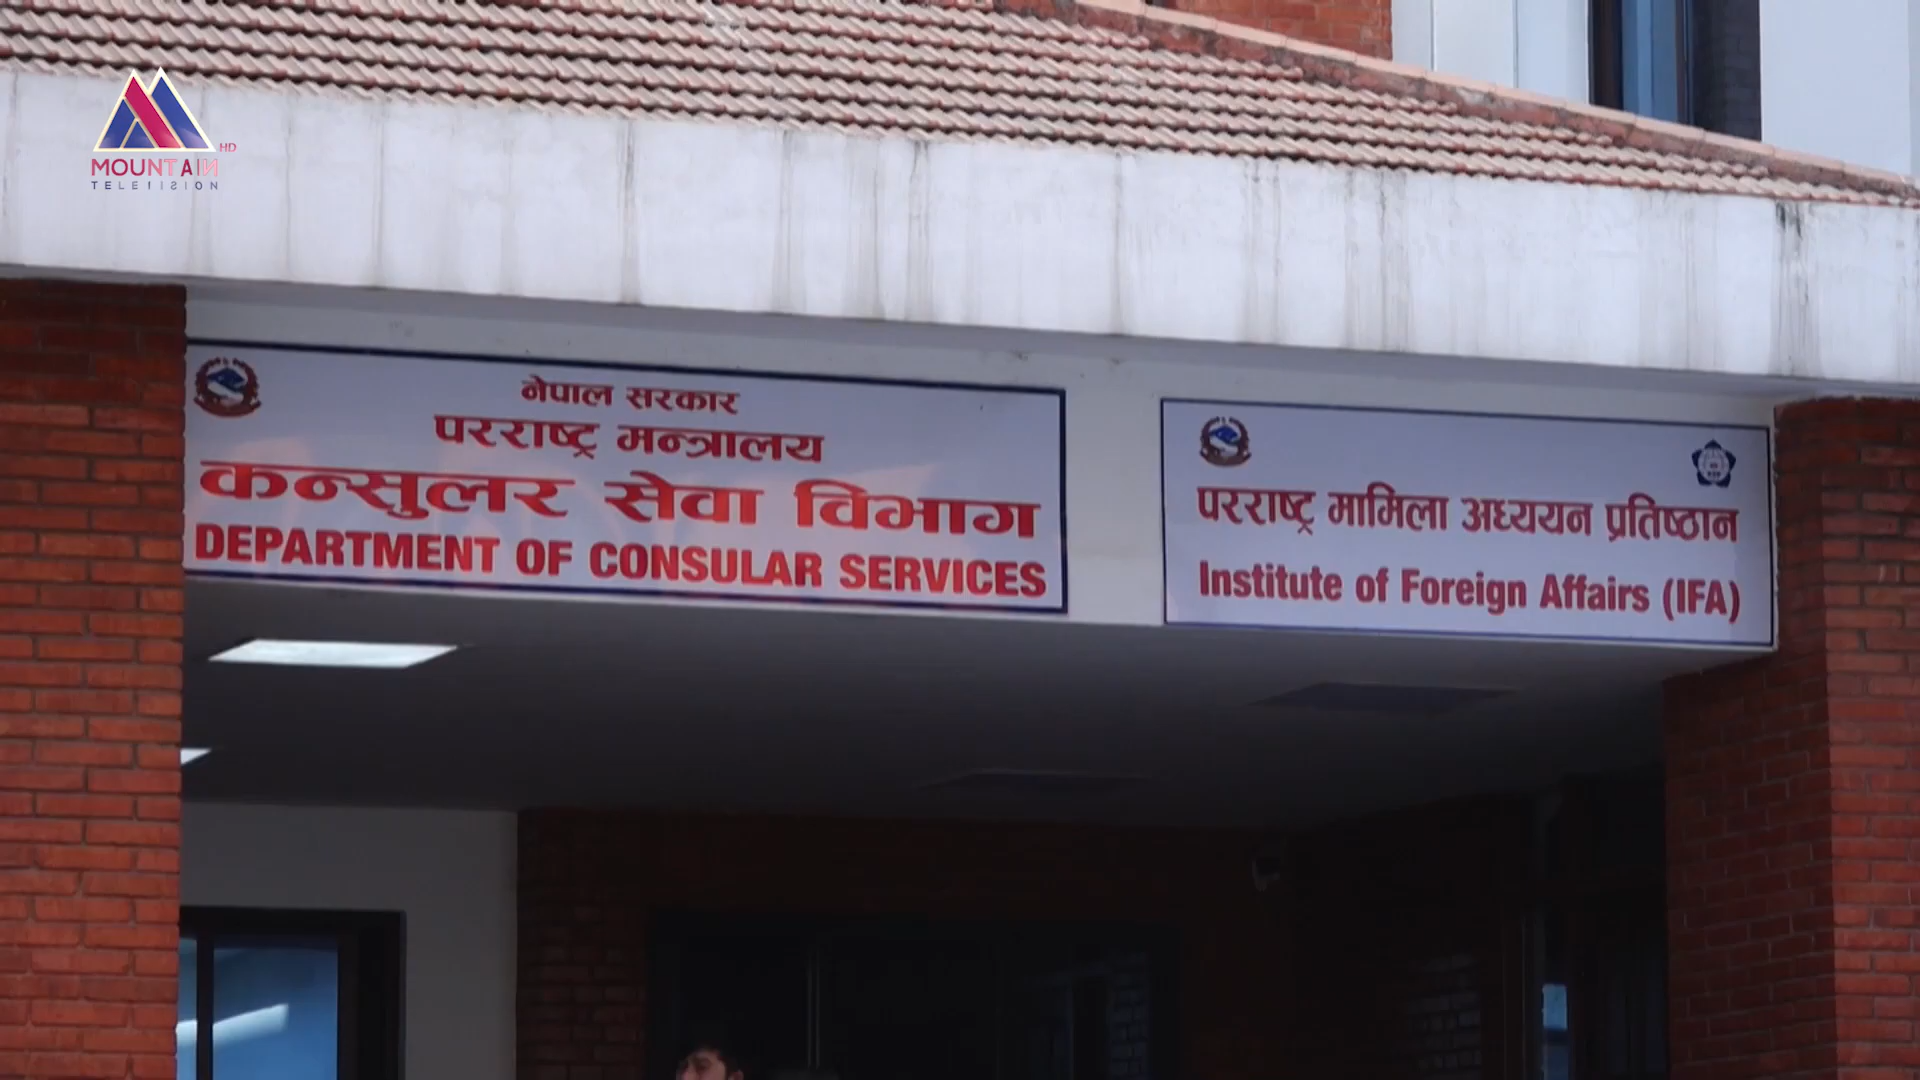 MOUNTAIN HD
TELEVISION
नेपाल सरकार
परराष्ट्र मन्त्रालय
कन्सुलर सेवा विभाग
DEPARTMENT OF CONSULAR SERVICES
परराष्ट्र मामिला अध्ययन प्रतिष्ठान
Institute of Foreign Affairs (IFA)